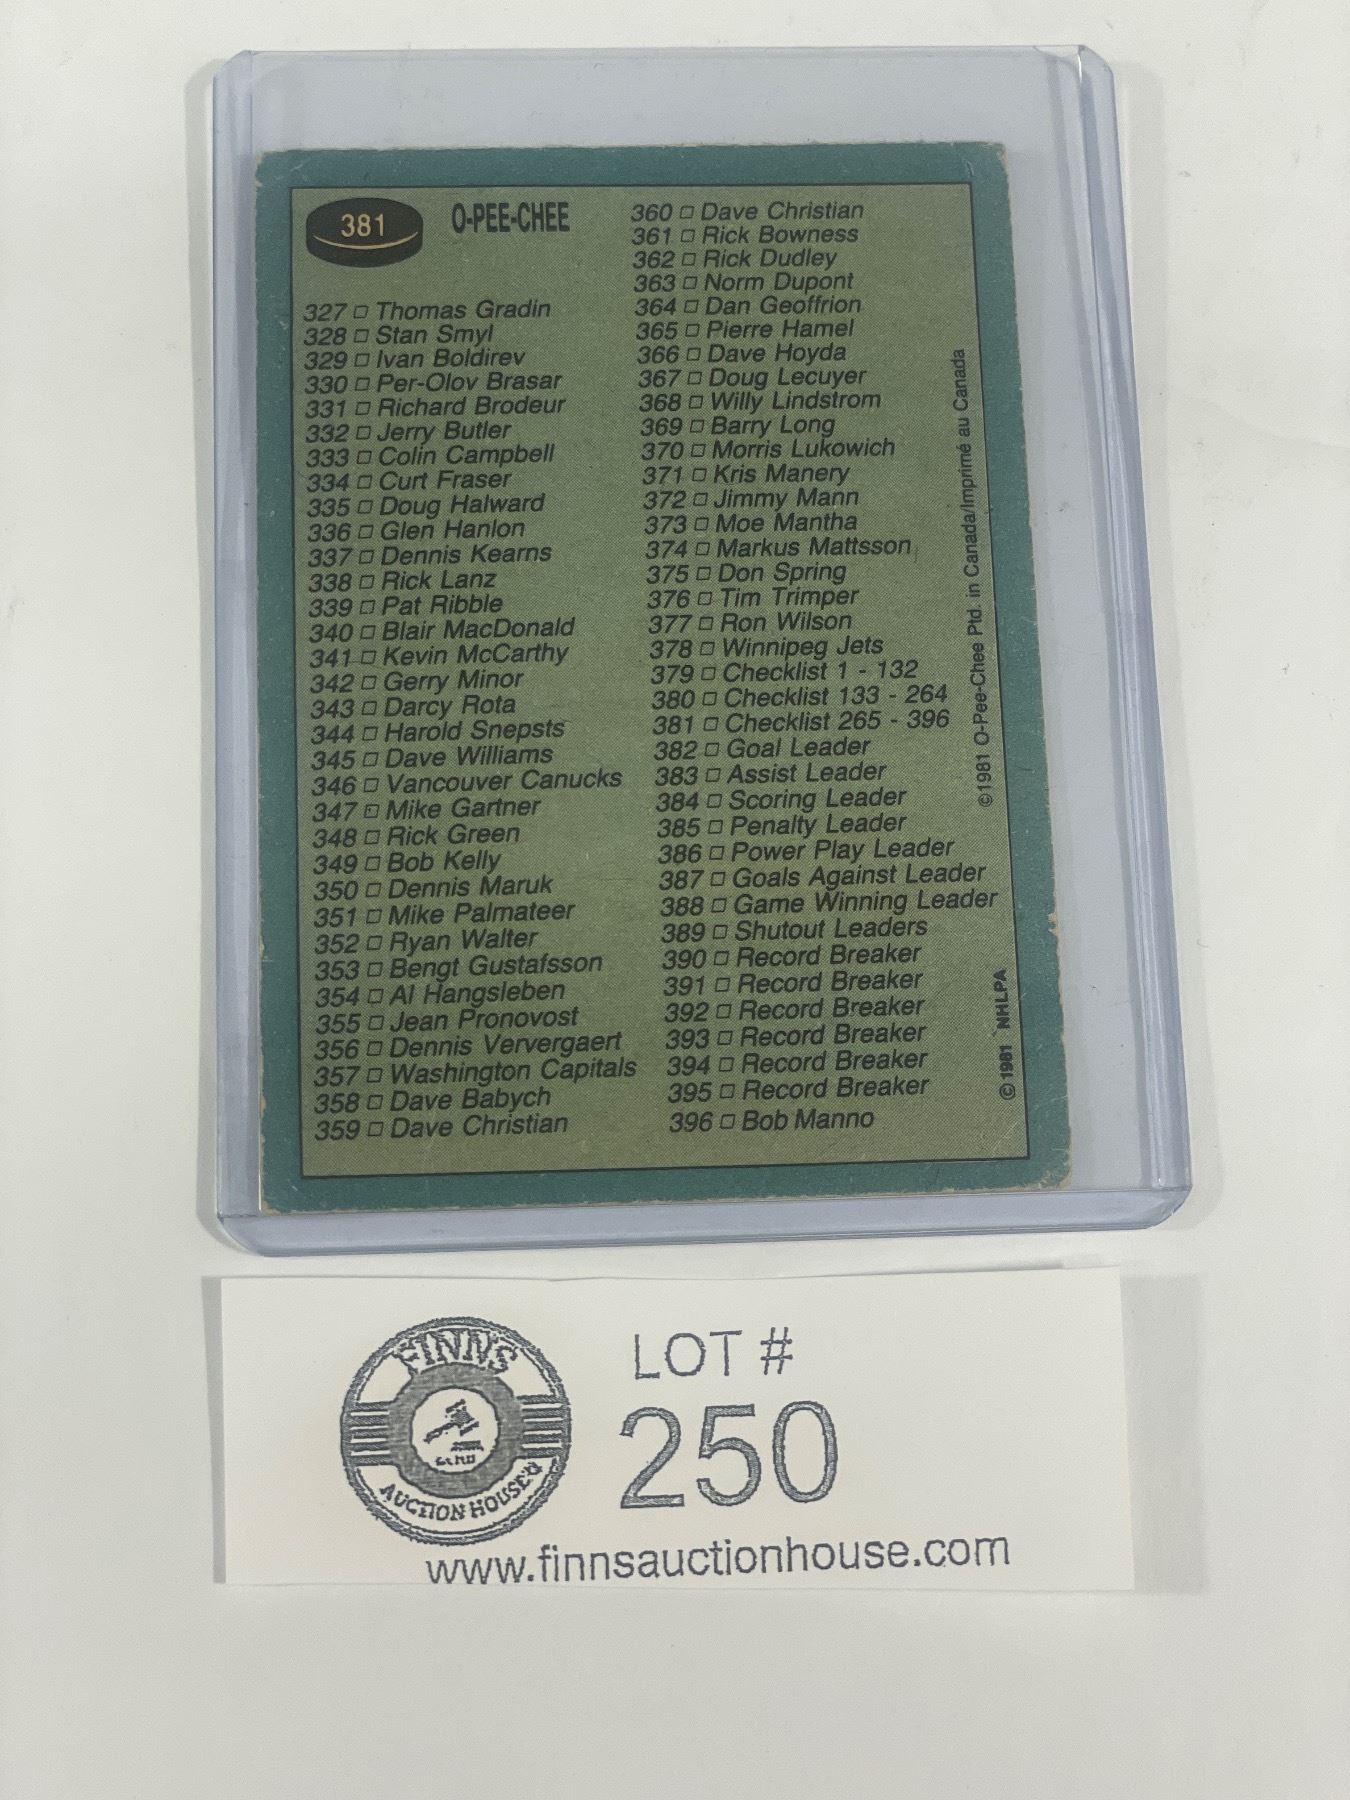 381
O-PEE-CHEE
327 □ Thomas Gradin
328 □ Stan Smyl
329 □ Ivan Boldirev
330 □ Per-Olov Brasar
331 □ Richard Brodeur
332 □ Jerry Butler
333 □ Colin Campbell
334 □ Curt Fraser
335 □ Doug Halward
336 □ Glen Hanlon
337 □ Dennis Kearns
338 □ Rick Lanz
339 □ Pat Ribble
340 □ Blair MacDonald
341 □ Kevin McCarthy
342 □ Gerry Minor
343 □ Darcy Rota
344 □ Harold Snepsts
345 □ Dave Williams
346 □ Vancouver Canucks
347 □ Mike Gartner
348 □ Rick Green
349 □ Bob Kelly
350 □ Dennis Maruk
351 □ Mike Palmateer
352 □ Ryan Walter
353 □ Bengt Gustafsson
354 □ Al Hangsleben
355 □ Jean Pronovost
356 □ Dennis Ververgaert
357 □ Washington Capitals
358 □ Dave Babych
359 □ Dave Christian
360 □ Dave Christian
361 □ Rick Bowness
362 □ Rick Dudley
363 □ Norm Dupont
364 □ Dan Geoffrion
365 □ Pierre Hamel
366 □ Dave Hoyda
367 □ Doug Lecuyer
368 □ Willy Lindstrom
369 □ Barry Long
370 □ Morris Lukowich
371 □ Kris Manery
372 □ Jimmy Mann
373 □ Moe Mantha
374 □ Markus Mattsson
375 □ Don Spring
376 □ Tim Trimper
377 □ Ron Wilson
378 □ Winnipeg Jets
379 □ Checklist 1 - 132
380 □ Checklist 133 - 264
381 □ Checklist 265 - 396
382 □ Goal Leader
383 □ Assist Leader
384 □ Scoring Leader
385 □ Penalty Leader
386 □ Power Play Leader
387 □ Goals Against Leader
388 □ Game Winning Leader
389 □ Shutout Leaders
390 □ Record Breaker
391 □ Record Breaker
392 □ Record Breaker
393 □ Record Breaker
394 □ Record Breaker
395 □ Record Breaker
396 □ Bob Manno
©1981 O-Pee-Chee Ptd. in Canada/Imprimé au Canada
©1981 NHLPA
FINNS
AUCTION HOUSE
LOT #
250
www.finnsauctionhouse.com